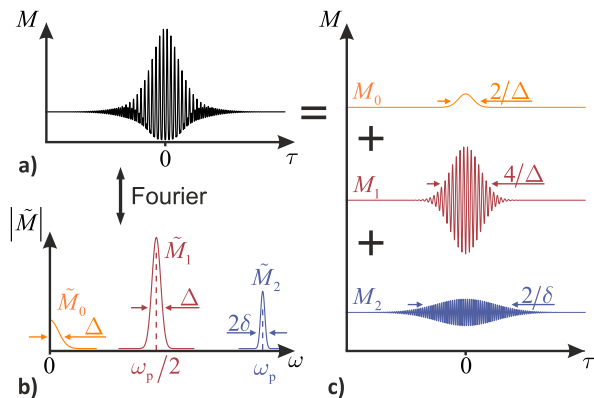 M
0
τ
a)
=
Fourier
|M̃|
M̃₀
Δ
M̃₁
Δ
M̃₂
2δ
0
ωₚ/2
ωₚ
ω
b)
M
M₀
2/Δ
+
M₁
4/Δ
+
M₂
2/δ
0
τ
c)